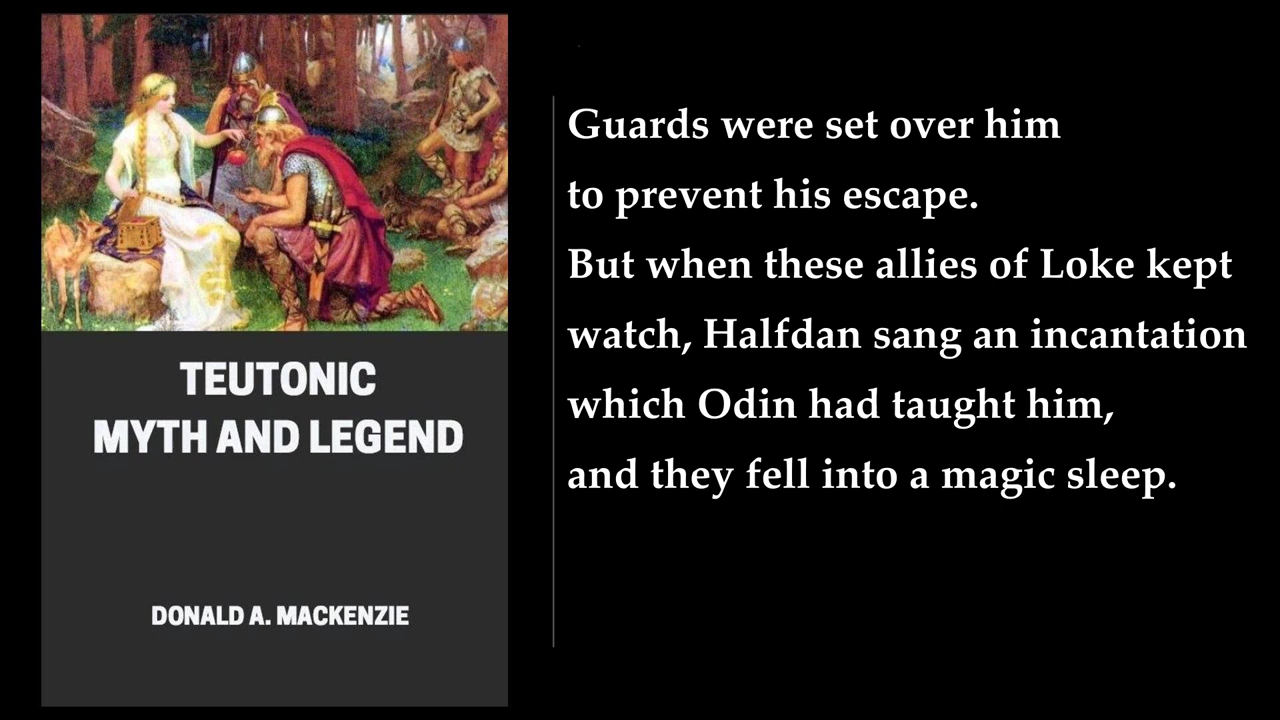 TEUTONIC
MYTH AND LEGEND
DONALD A. MACKENZIE
Guards were set over him
to prevent his escape.
But when these allies of Loke kept
watch, Halfdan sang an incantation
which Odin had taught him,
and they fell into a magic sleep.